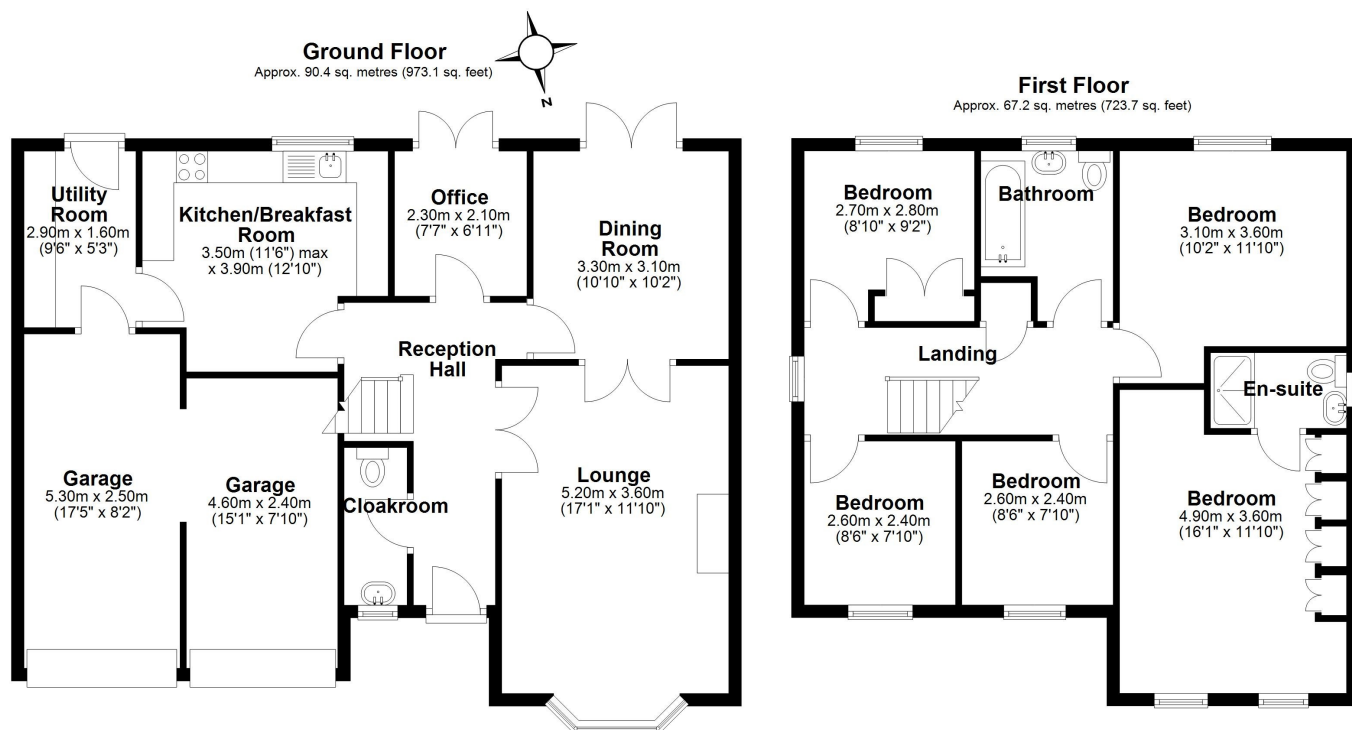 Ground Floor
Approx. 90.4 sq. metres (973.1 sq. feet)
N
Utility
Room
2.90m x 1.60m
(9'6" x 5'3")
Kitchen/Breakfast
Room
3.50m (11'6") max
x 3.90m (12'10")
Office
2.30m x 2.10m
(7'7" x 6'11")
Dining
Room
3.30m x 3.10m
(10'10" x 10'2")
Reception
Hall
Garage
5.30m x 2.50m
(17'5" x 8'2")
Garage
4.60m x 2.40m
(15'1" x 7'10")
Cloakroom
Lounge
5.20m x 3.60m
(17'1" x 11'10")
First Floor
Approx. 67.2 sq. metres (723.7 sq. feet)
Bedroom
2.70m x 2.80m
(8'10" x 9'2")
Bathroom
Bedroom
3.10m x 3.60m
(10'2" x 11'10")
Landing
En-suite
Bedroom
2.60m x 2.40m
(8'6" x 7'10")
Bedroom
2.60m x 2.40m
(8'6" x 7'10")
Bedroom
4.90m x 3.60m
(16'1" x 11'10")